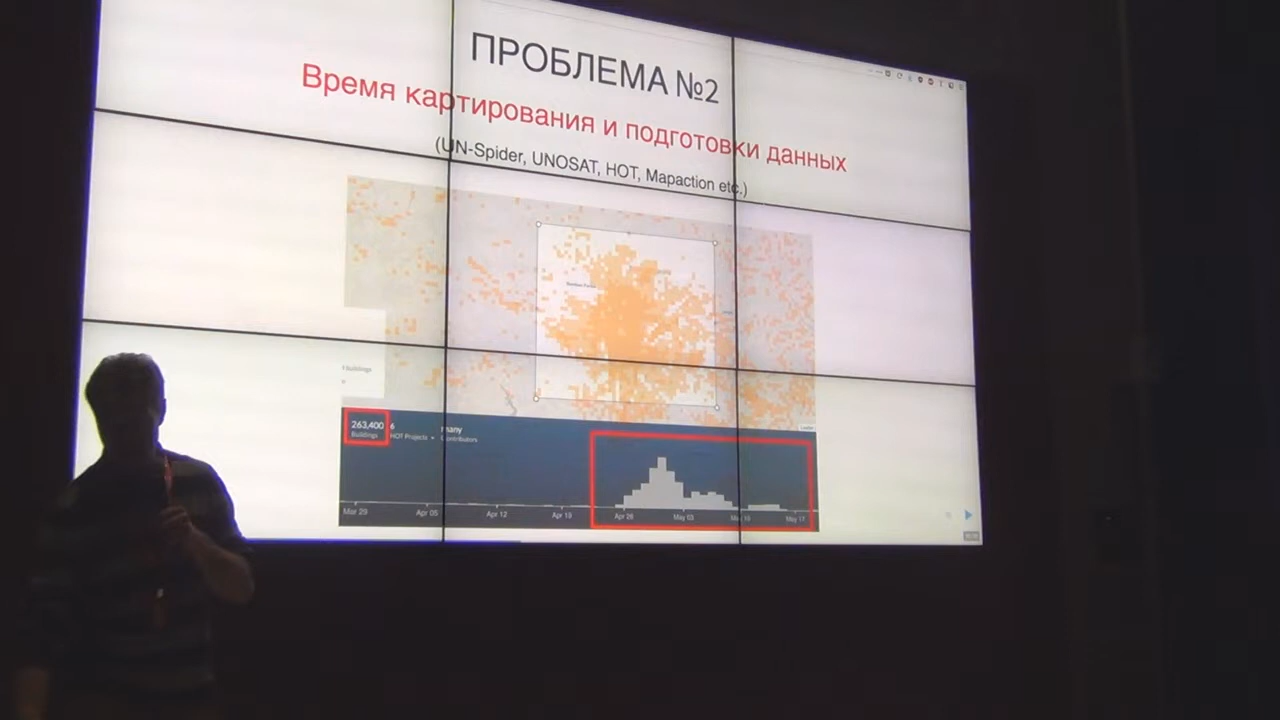 ПРОБЛЕМА №2
Время картирования и подготовки данных
(UN-Spider, UNOSAT, HOT, Mapaction etc.)
263,400 6 many
Buildings HOT Projects Contributors
Mar 29 Apr 05 Apr 12 Apr 19 Apr 26 May 03 May 10 May 17